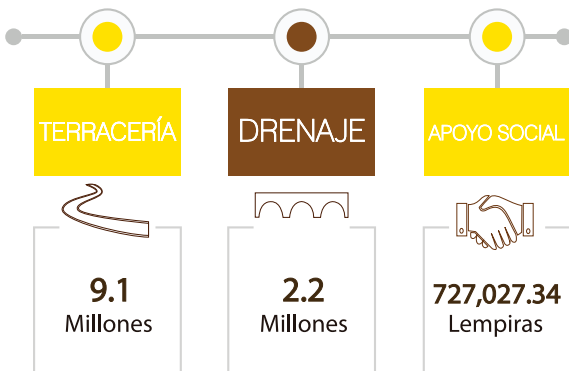 TERRACERÍA
DRENAJE
APOYO SOCIAL
9.1
Millones
2.2
Millones
727,027.34
Lempiras